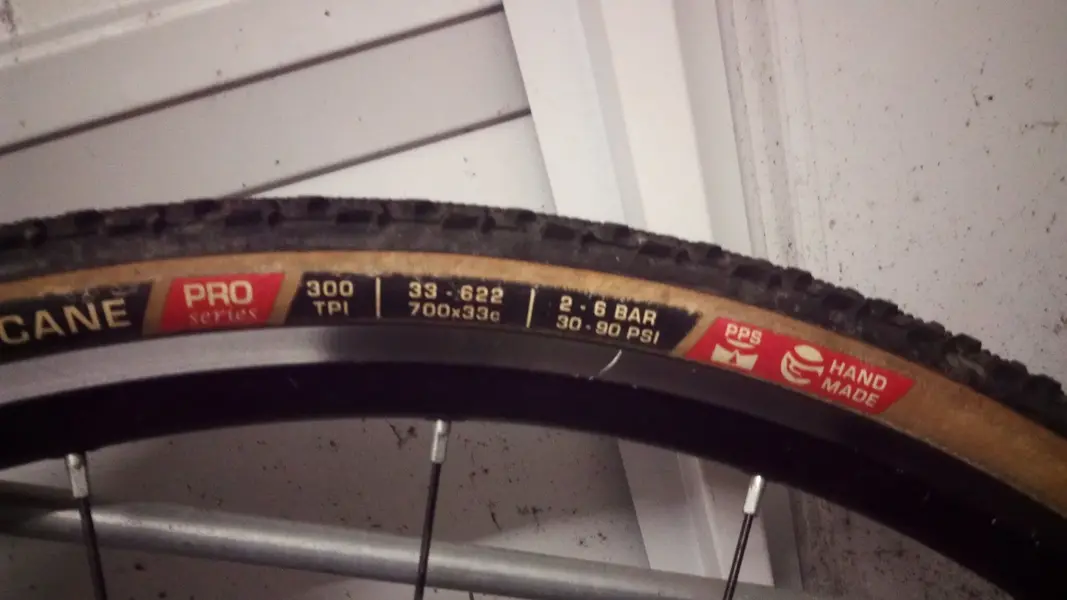 CANE
PRO
series
300
TPI
33-622
700x33c
2-6 BAR
30-90 PSI
PPS
HAND
MADE